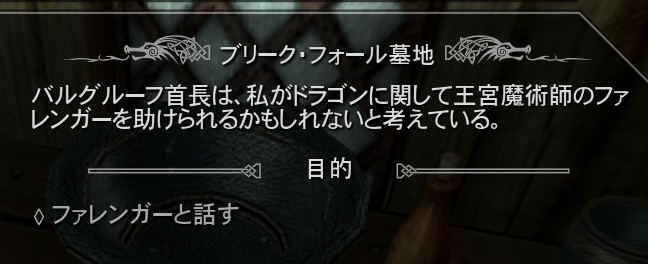 ブリーク・フォール墓地
バルグルーフ首長は、私がドラゴンに関して王宮魔術師のファ
レンガーを助けられるかもしれないと考えている。
目的
◊ ファレンガーと話す